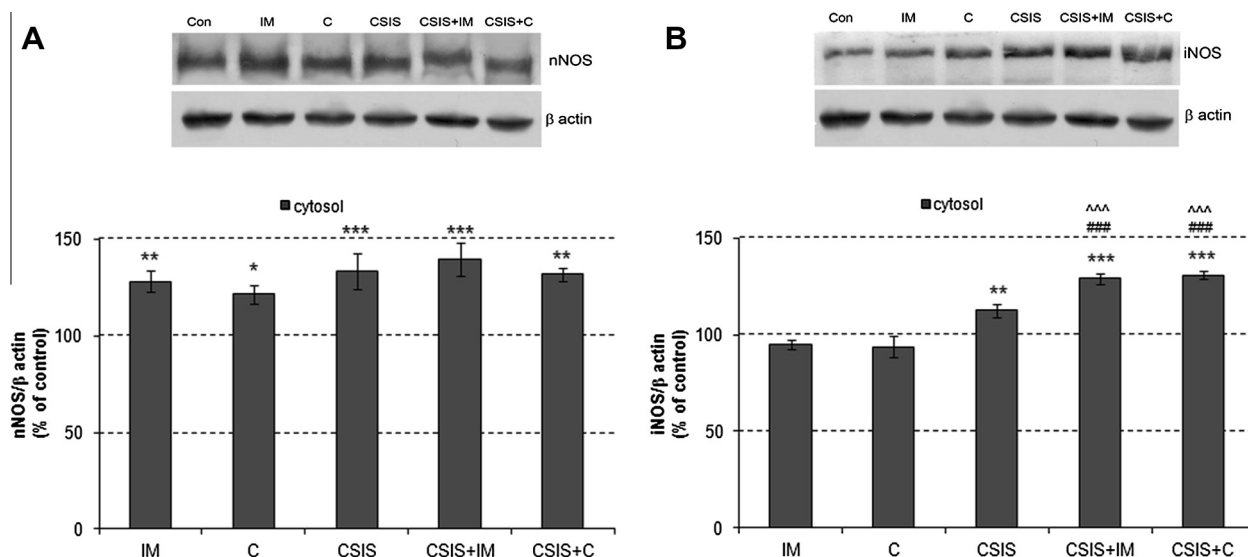 A
Con IM C CSIS CSIS+IM CSIS+C
nNOS
β actin
cytosol
nNOS/β actin
(% of control)
150
100
50
0
** * *** *** **
IM C CSIS CSIS+IM CSIS+C
B
Con IM C CSIS CSIS+IM CSIS+C
iNOS
β actin
cytosol
iNOS/β actin
(% of control)
150
100
50
0
^^^ ^^^
### ###
** *** ***
IM C CSIS CSIS+IM CSIS+C